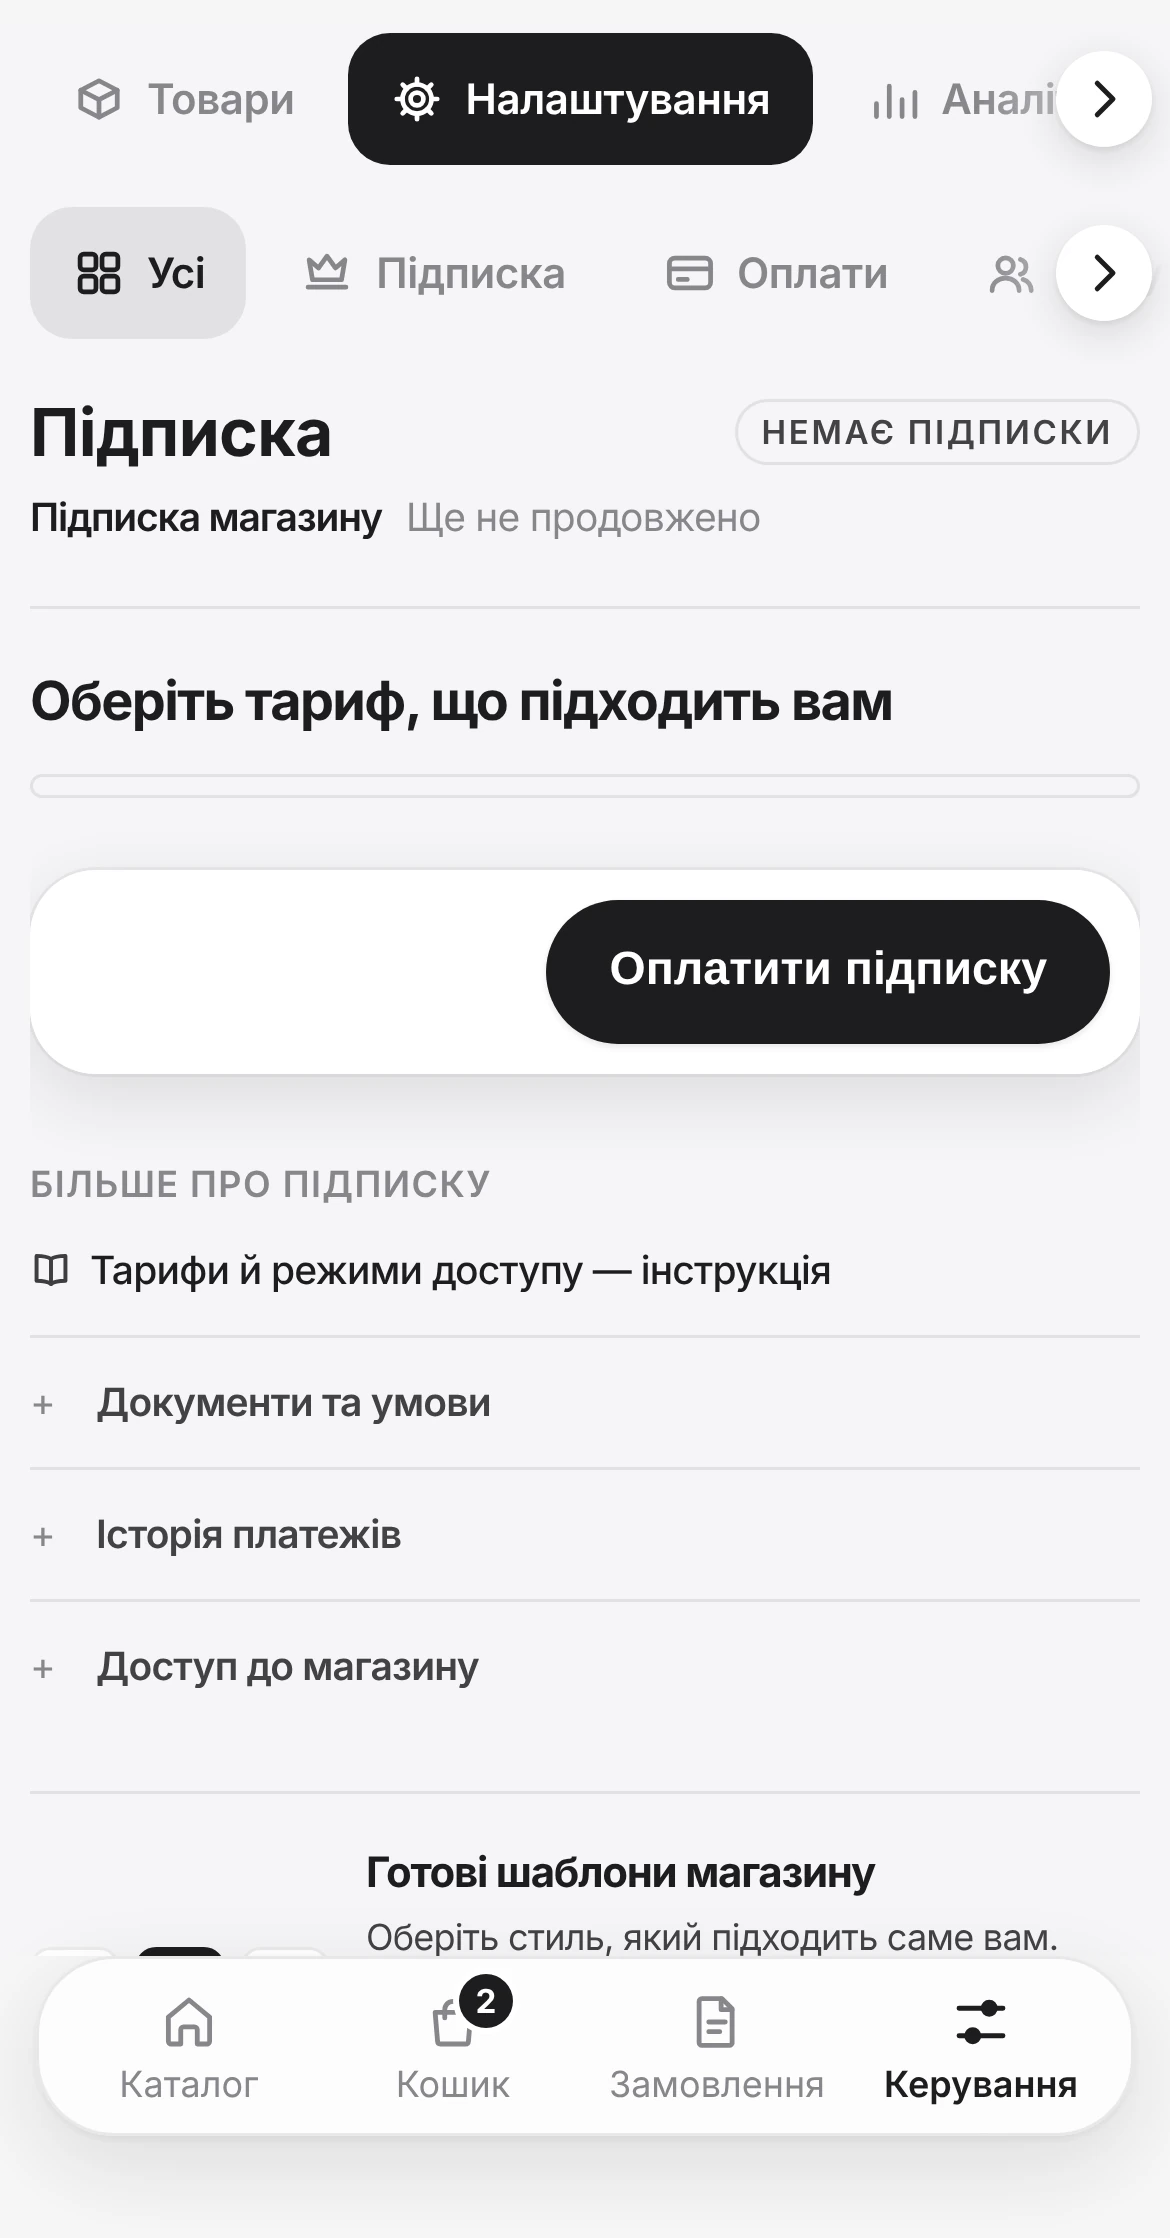 Товари
Налаштування
Аналі
Усі
Підписка
Оплати
Підписка
НЕМАЄ ПІДПИСКИ
Підписка магазину Ще не продовжено
Оберіть тариф, що підходить вам
Оплатити підписку
БІЛЬШЕ ПРО ПІДПИСКУ
Тарифи й режими доступу — інструкція
+ Документи та умови
+ Історія платежів
+ Доступ до магазину
Готові шаблони магазину
Оберіть стиль, який підходить саме вам.
2
Каталог
Кошик
Замовлення
Керування